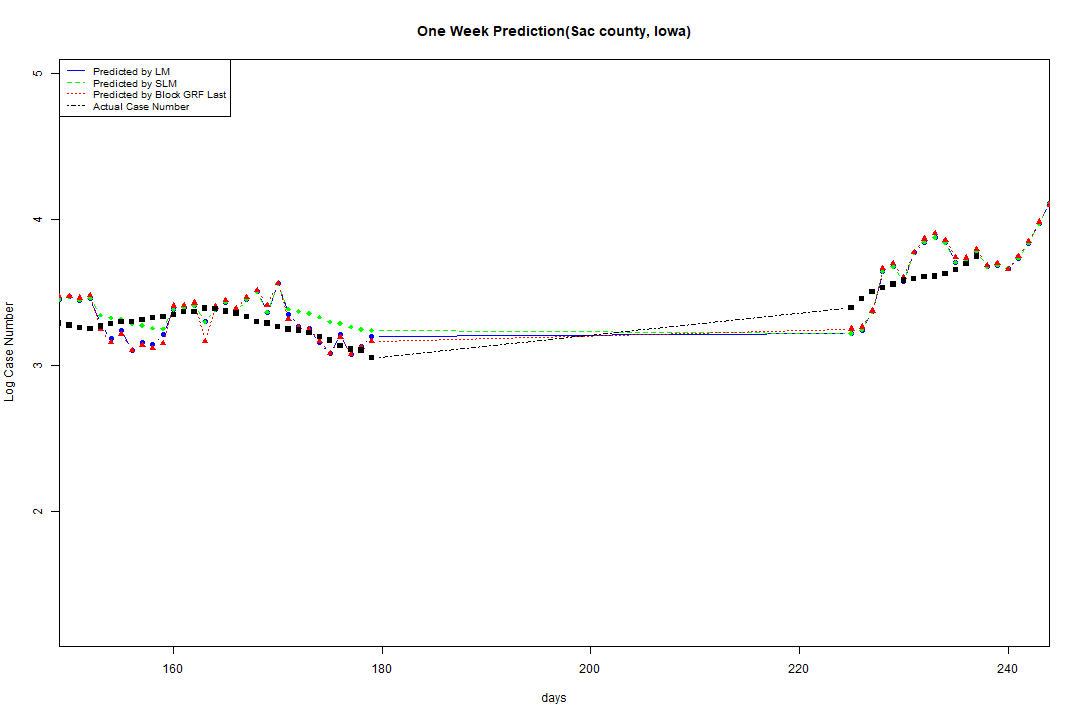 One Week Prediction(Sac county, Iowa)
Predicted by LM
Predicted by SLM
Predicted by Block GRF Last
Actual Case Number
5
4
3
2
Log Case Number
160 180 200 220 240
days